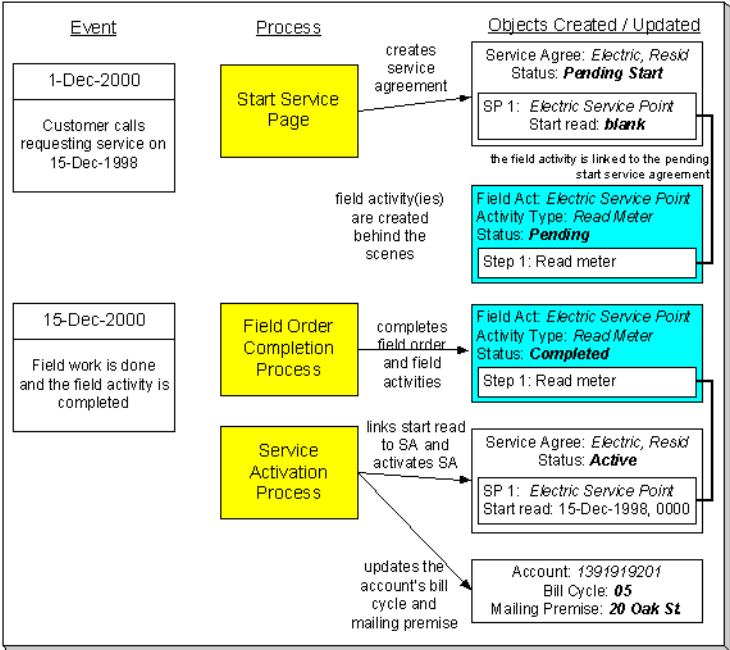 Event
Process
Objects Created / Updated
1-Dec-2000
Customer calls
requesting service on
15-Dec-1998
Start Service
Page
creates
service
agreement
Service Agree: Electric, Resid
Status: Pending Start
SP 1: Electric Service Point
Start read: blank
the field activity is linked to the pending
start service agreement
field activity(ies)
are created
behind the
scenes
Field Act: Electric Service Point
Activity Type: Read Meter
Status: Pending
Step 1: Read meter
15-Dec-2000
Field work is done
and the field activity is
completed
Field Order
Completion
Process
completes
field order
and field
activities
Field Act: Electric Service Point
Activity Type: Read Meter
Status: Completed
Step 1: Read meter
Service
Activation
Process
links start read
to SA and
activates SA
Service Agree: Electric, Resid
Status: Active
SP 1: Electric Service Point
Start read: 15-Dec-1998, 0000
updates the
account's bill
cycle and
mailing premise
Account: 1391919201
Bill Cycle: 05
Mailing Premise: 20 Oak St.